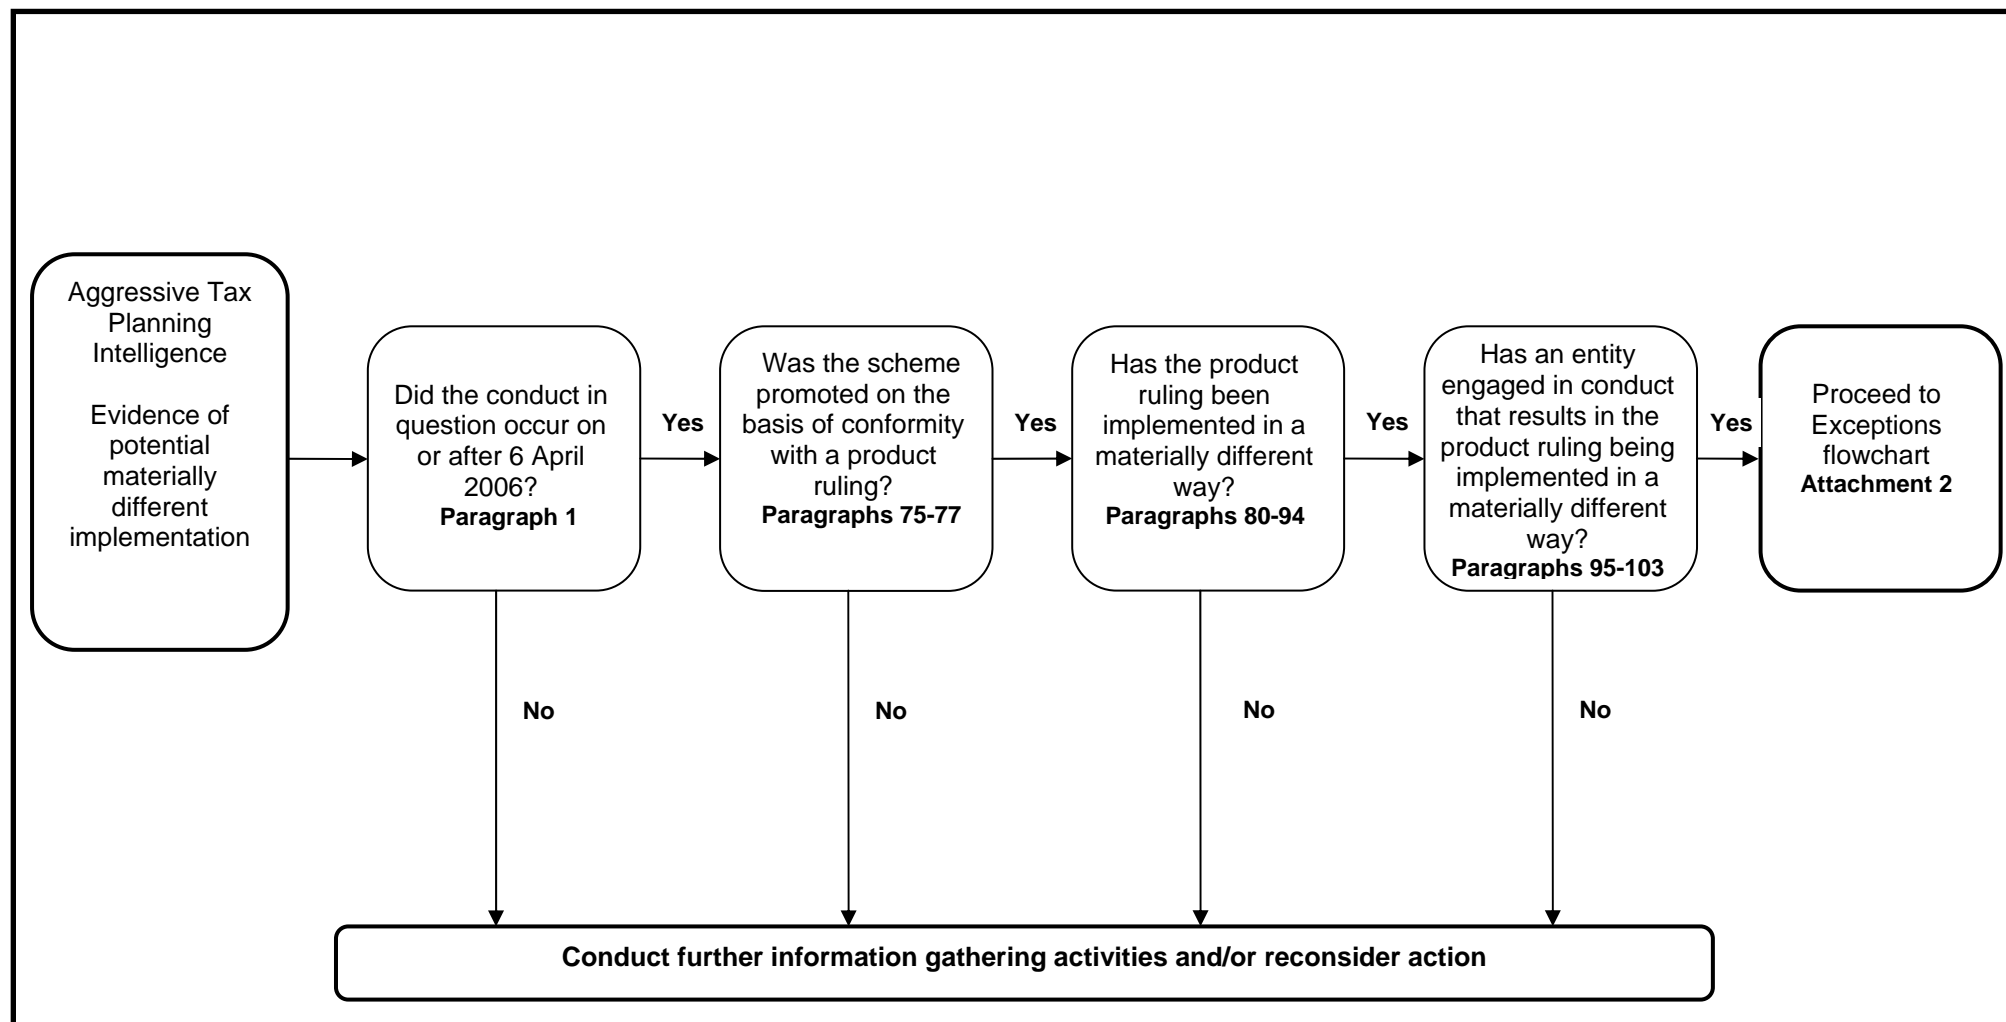 Aggressive Tax
Planning
Intelligence
Evidence of
potential
materially
different
implementation
Did the conduct in
question occur on
or after 6 April
2006?
Paragraph 1
Yes
Was the scheme
promoted on the
basis of conformity
with a product
ruling?
Paragraphs 75-77
Yes
Has the product
ruling been
implemented in a
materially different
way?
Paragraphs 80-94
Yes
Has an entity
engaged in conduct
that results in the
product ruling being
implemented in a
materially different
way?
Paragraphs 95-103
Yes
Proceed to
Exceptions
flowchart
Attachment 2
No
No
No
No
Conduct further information gathering activities and/or reconsider action